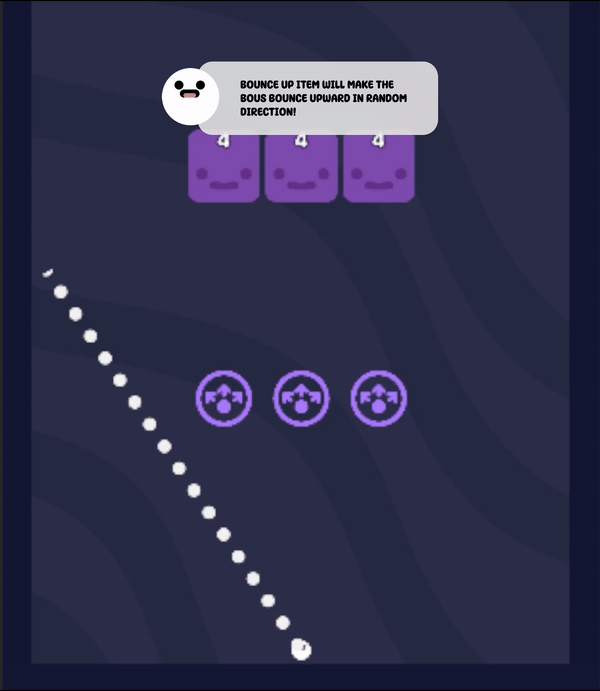 BOUNCE UP ITEM WILL MAKE THE
BOUS BOUNCE UPWARD IN RANDOM
DIRECTION!
4 4 4